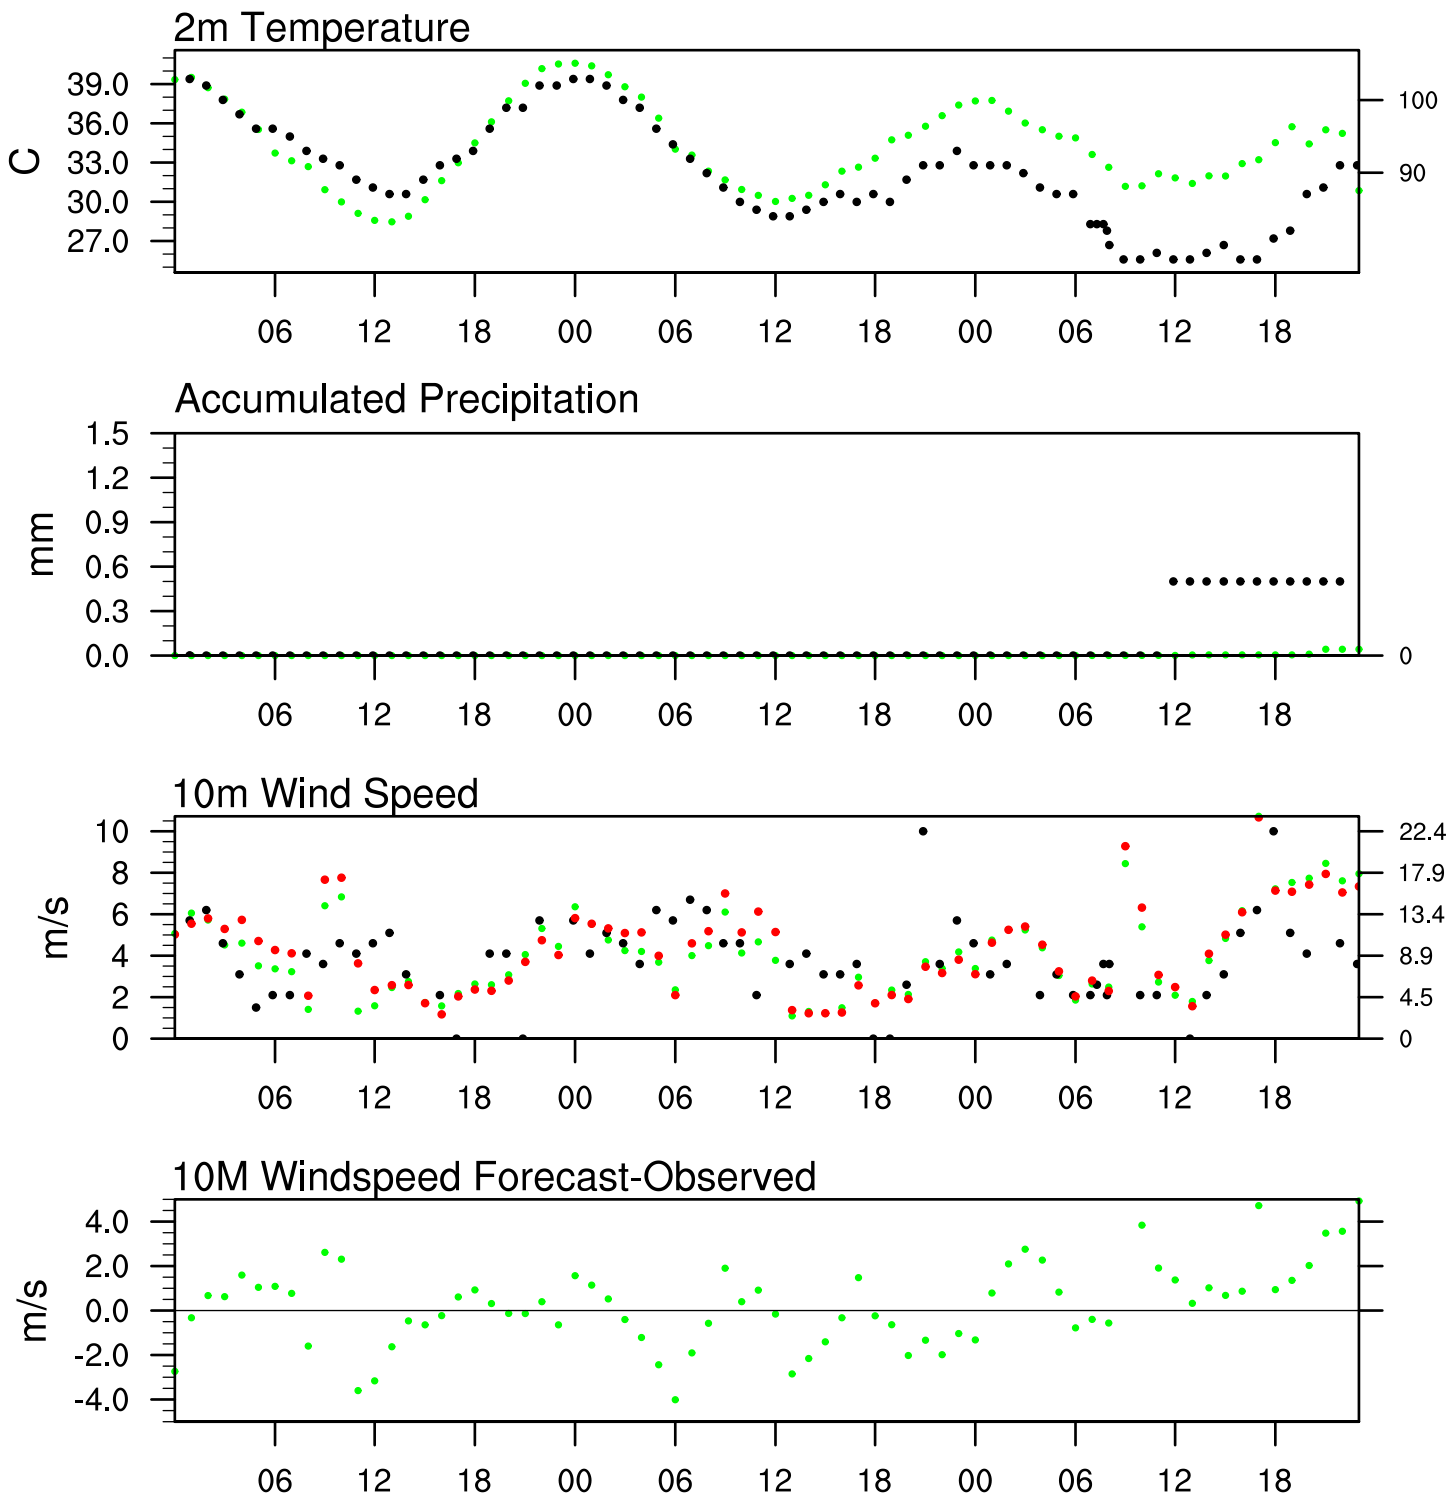 2m Temperature
39.0
36.0
33.0
30.0
27.0
C
100
90
06 12 18 00 06 12 18 00 06 12 18
Accumulated Precipitation
1.5
1.2
0.9
0.6
0.3
0.0
mm
0
06 12 18 00 06 12 18 00 06 12 18
10m Wind Speed
10
8
6
4
2
0
m/s
22.4
17.9
13.4
8.9
4.5
0
06 12 18 00 06 12 18 00 06 12 18
10M Windspeed Forecast-Observed
4.0
2.0
0.0
-2.0
-4.0
m/s
06 12 18 00 06 12 18 00 06 12 18